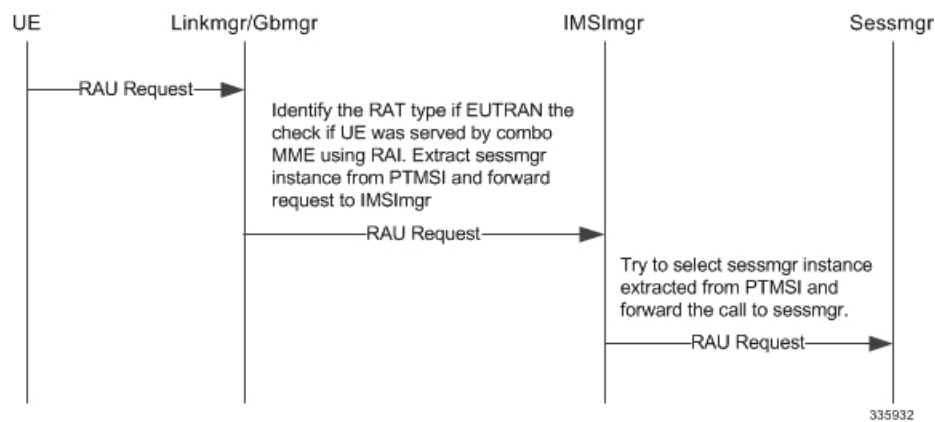 UE
Linkmgr/Gbmgr
IMSImgr
Sessmgr
RAU Request
Identify the RAT type if EUTRAN the
check if UE was served by combo
MME using RAI. Extract sessmgr
instance from PTMSI and forward
request to IMSImgr
RAU Request
Try to select sessmgr instance
extracted from PTMSI and
forward the call to sessmgr.
RAU Request
335932